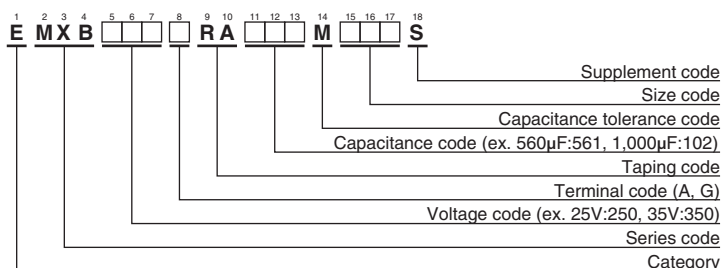 1 2 3 4 5 6 7 8 9 10 11 12 13 14 15 16 17 18
E MXB RA M S
Supplement code
Size code
Capacitance tolerance code
Capacitance code (ex. 560µF:561, 1,000µF:102)
Taping code
Terminal code (A, G)
Voltage code (ex. 25V:250, 35V:350)
Series code
Category